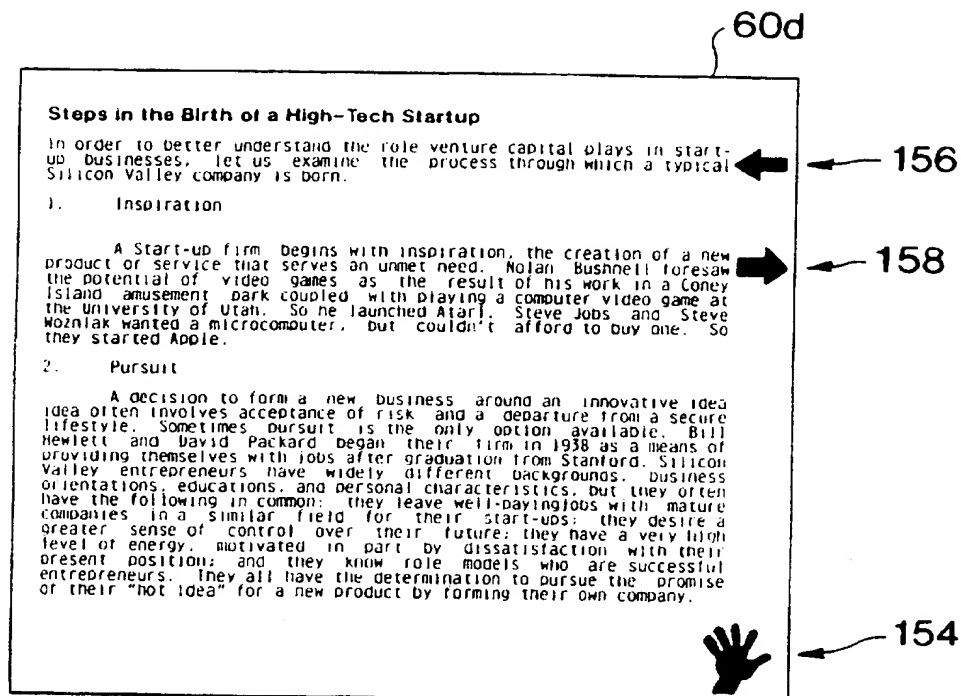 60d
Steps in the Birth of a High-Tech Startup
In order to better understand the role venture capital plays in start-
up businesses, let us examine the process through which a typical
Silicon Valley company is born.
156
1. Inspiration
A Start-up firm begins with inspiration, the creation of a new
product or service that serves an unmet need. Nolan Bushnell foresaw
158
the potential of video games as the result of his work in a Coney
Island amusement park coupled with playing a computer video game at
the University of Utah. So he launched Atari. Steve Jobs and Steve
Wozniak wanted a microcomputer, but couldn't afford to buy one. So
they started Apple.
2. Pursuit
A decision to form a new business around an innovative idea
idea often involves acceptance of risk and a departure from a secure
lifestyle. Sometimes pursuit is the only option available. Bill
Hewlett and David Packard began their firm in 1938 as a means of
providing themselves with jobs after graduation from Stanford. Silicon
Valley entrepreneurs have widely different backgrounds, business
orientations, educations, and personal characteristics, but they often
have the following in common: they leave well-payingjobs with mature
companies in a similar field for their start-ups; they desire a
greater sense of control over their future; they have a very high
level of energy, motivated in part by dissatisfaction with their
present position; and they know role models who are successful
entrepreneurs. They all have the determination to pursue the promise
of their "hot idea" for a new product by forming their own company.
154